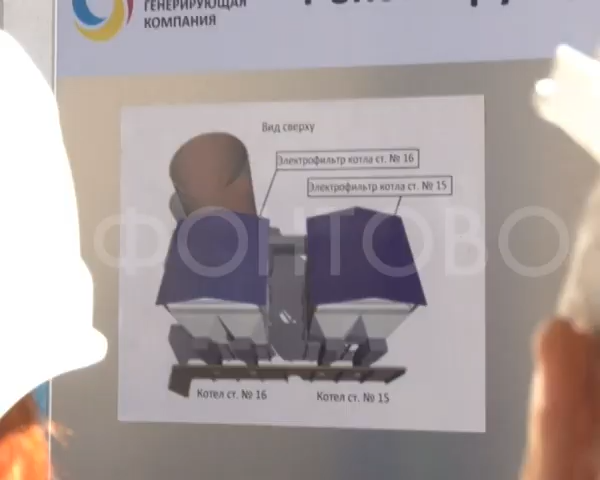 ГЕНЕРИРУЮЩАЯ
КОМПАНИЯ
Вид сверху
Электрофильтр котла ст. № 16
Электрофильтр котла ст. № 15
ФОНТОВО
Котел ст. № 16
Котел ст. № 15